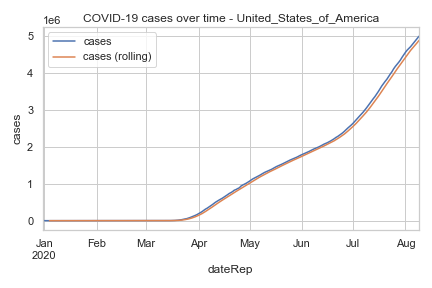 COVID-19 cases over time - United_States_of_America
1e6
cases
cases (rolling)
5
4
3
2
1
0
cases
Jan Feb Mar Apr May Jun Jul Aug
2020
dateRep